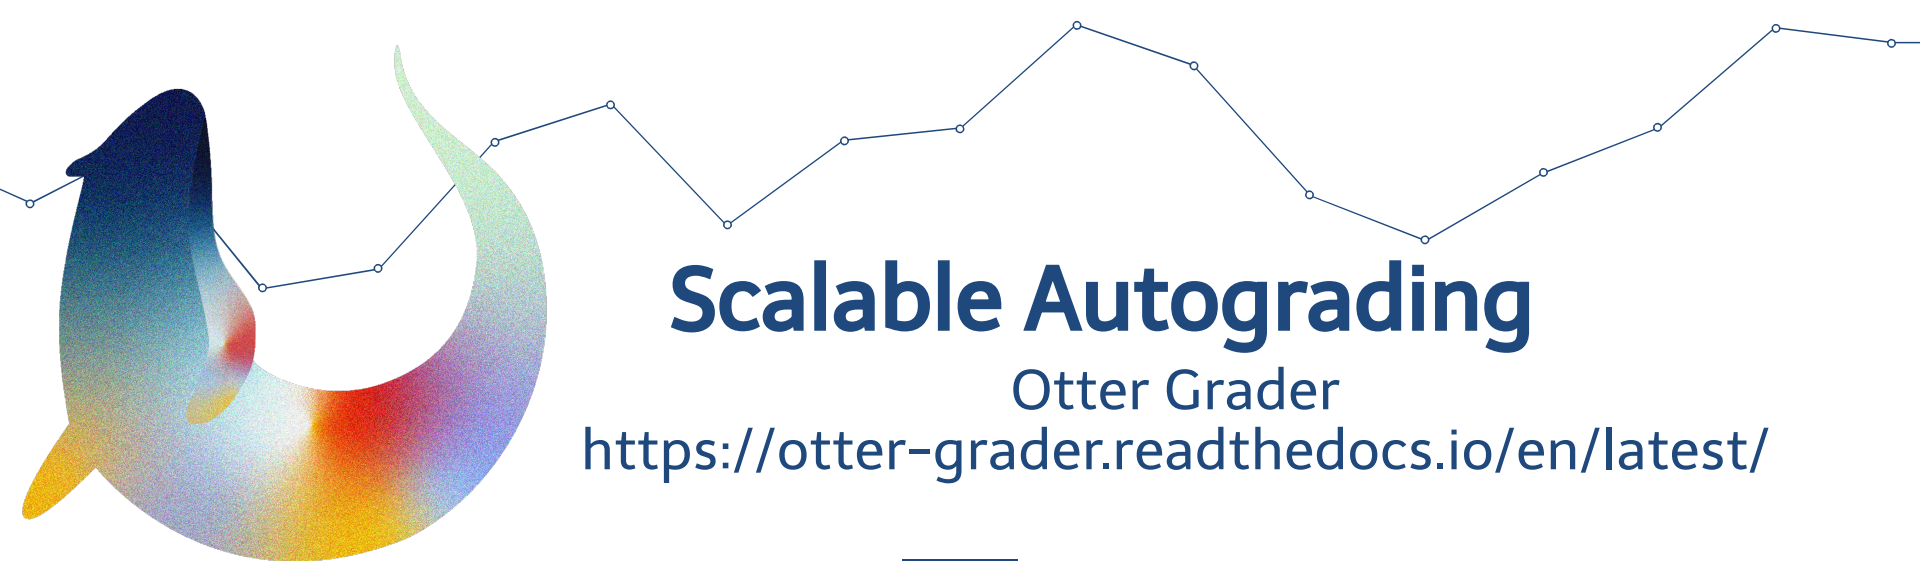 Scalable Autograding
Otter Grader
https://otter-grader.readthedocs.io/en/latest/